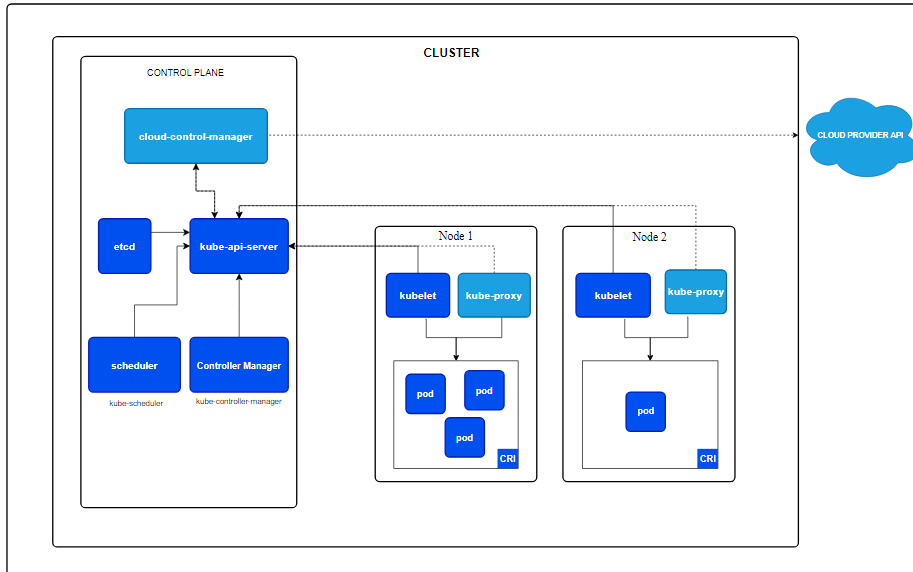 CLUSTER
CONTROL PLANE
cloud-control-manager
CLOUD PROVIDER API
etcd
kube-api-server
scheduler
kube-scheduler
Controller Manager
kube-controller-manager
Node 1
kubelet
kube-proxy
pod
pod
pod
CRI
Node 2
kubelet
kube-proxy
pod
CRI